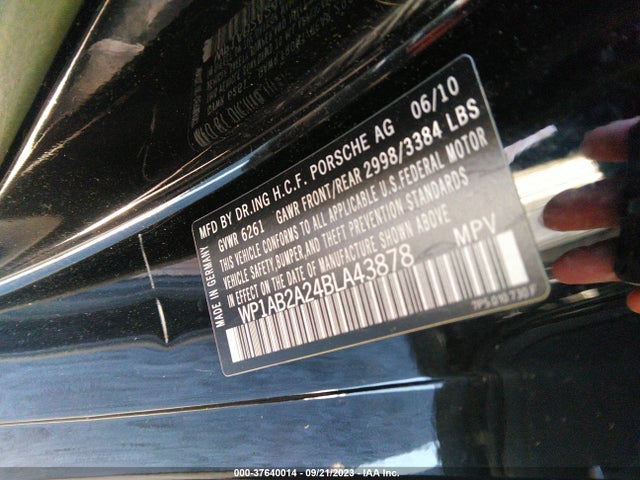 MFD BY DR.ING H.C.F. PORSCHE AG 06/10
GVWR 6261 GAWR FRONT/REAR 2998/3384 LBS
THIS VEHICLE CONFORMS TO ALL APPLICABLE U.S.FEDERAL MOTOR
VEHICLE SAFETY,BUMPER,AND THEFT PREVENTION STANDARDS
IN EFFECT ON THE DATE OF MANUFACTURE SHOWN ABOVE
WP1AB2A24BLA43878 MPV
MADE IN GERMANY
000-37640014 - 09/21/2023 - IAA Inc.